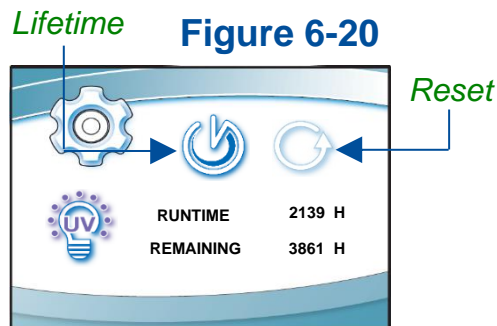 Lifetime
Figure 6-20
Reset
UV
RUNTIME 2139 H
REMAINING 3861 H